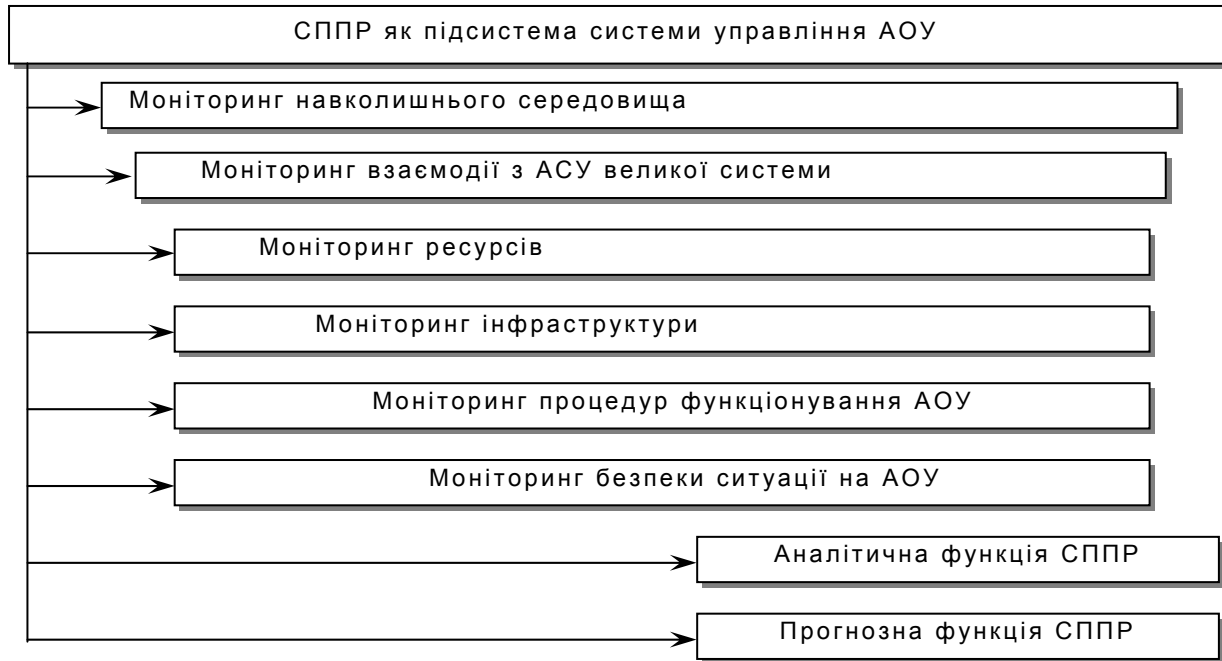 СППР як підсистема системи управління АОУ
Моніторинг навколишнього середовища
Моніторинг взаємодії з АСУ великої системи
Моніторинг ресурсів
Моніторинг інфраструктури
Моніторинг процедур функціонування АОУ
Моніторинг безпеки ситуації на АОУ
Аналітична функція СППР
Прогнозна функція СППР